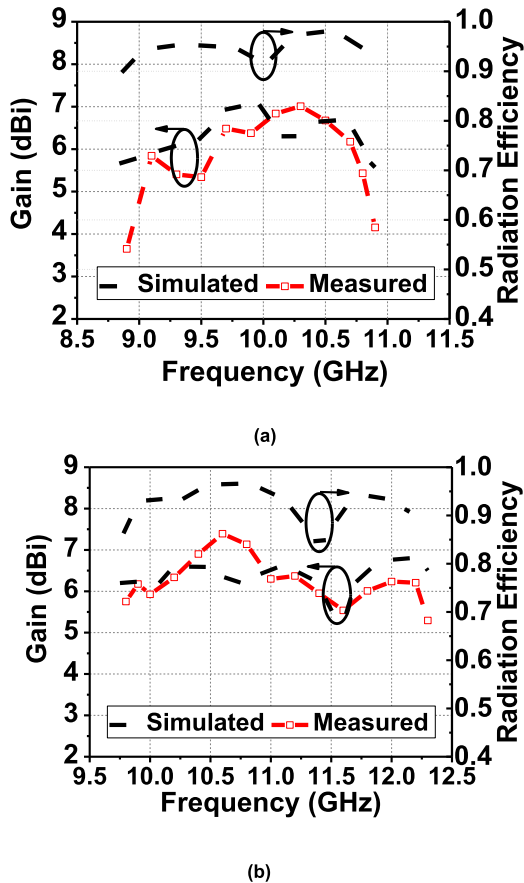 9
8
7
6
5
4
3
2
Gain (dBi)
1.0
0.9
0.8
0.7
0.6
0.5
0.4
Radiation Efficiency
Simulated Measured
8.5 9.0 9.5 10.0 10.5 11.0 11.5
Frequency (GHz)
(a)
9
8
7
6
5
4
3
2
Gain (dBi)
1.0
0.9
0.8
0.7
0.6
0.5
0.4
Radiation Efficiency
Simulated Measured
9.5 10.0 10.5 11.0 11.5 12.0 12.5
Frequency (GHz)
(b)